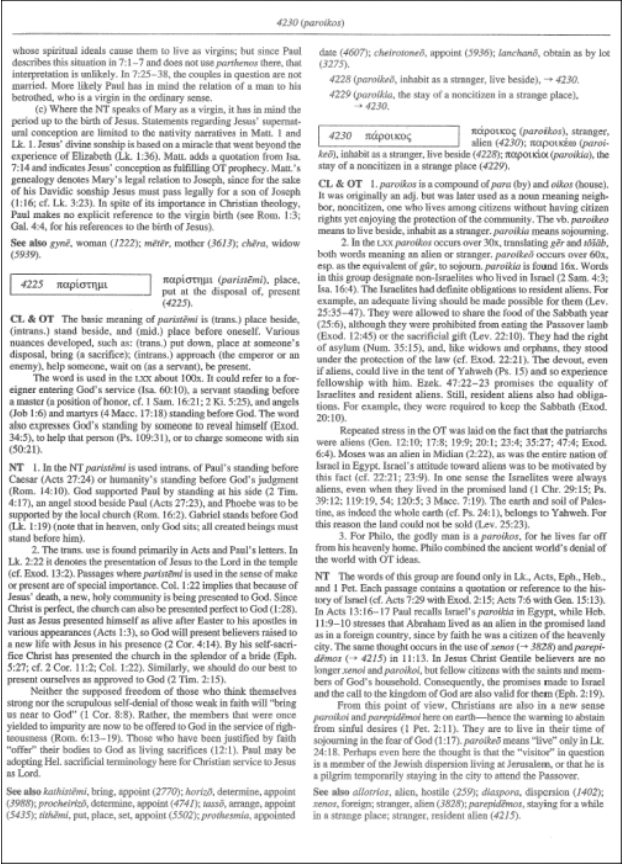 4230 (paroikos)
whose spiritual ideals cause them to live as virgins; but since Paul
describes this situation in 7:1–7 and does not use parthenos there, that
interpretation is unlikely. In 7:25–38, the couples in question are not
married. More likely Paul has in mind the relation of a man to his
betrothed, who is a virgin in the ordinary sense.
(c) Where the NT speaks of Mary as a virgin, it has in mind the
period up to the birth of Jesus. Statements regarding Jesus' supernat-
ural conception are limited to the nativity narratives in Matt. 1 and
Lk. 1. Jesus' divine sonship is based on a miracle that went beyond the
experience of Elizabeth (Lk. 1:36). Matt. adds a quotation from Isa.
7:14 and indicates Jesus' conception as fulfilling OT prophecy. Matt.'s
genealogy denotes Mary's legal relation to Joseph, since for the sake
of his Davidic sonship Jesus must pass legally for a son of Joseph
(1:16; cf. Lk. 3:23). In spite of its importance in Christian theology,
Paul makes no explicit reference to the virgin birth (see Rom. 1:3;
Gal. 4:4, for his references to the birth of Jesus).
See also gynē, woman (1222); mētēr, mother (3613); chēra, widow
(5939).
4225 παρίστημι
παρίστημι (paristēmi), place,
put at the disposal of, present
(4225).
CL & OT The basic meaning of paristēmi is (trans.) place beside,
(intrans.) stand beside, and (mid.) place before oneself. Various
nuances developed, such as: (trans.) put down, place at someone's
disposal, bring (a sacrifice); (intrans.) approach (the emperor or an
enemy), help someone, wait on (as a servant), be present.
The word is used in the LXX about 100x. It could refer to a for-
eigner entering God's service (Isa. 60:10), a servant standing before
a master (a position of honor, cf. 1 Sam. 16:21; 2 Ki. 5:25), and angels
(Job 1:6) and martyrs (4 Macc. 17:18) standing before God. The word
also expresses God's standing by someone to reveal himself (Exod.
34:5), to help that person (Ps. 109:31), or to charge someone with sin
(50:21).
NT 1. In the NT paristēmi is used intrans. of Paul's standing before
Caesar (Acts 27:24) or humanity's standing before God's judgment
(Rom. 14:10). God supported Paul by standing at his side (2 Tim.
4:17), an angel stood beside Paul (Acts 27:23), and Phoebe was to be
supported by the local church (Rom. 16:2). Gabriel stands before God
(Lk. 1:19) (note that in heaven, only God sits; all created beings must
stand before him).
2. The trans. use is found primarily in Acts and Paul's letters. In
Lk. 2:22 it denotes the presentation of Jesus to the Lord in the temple
(cf. Exod. 13:2). Passages where paristēmi is used in the sense of make
or present are of special importance. Col. 1:22 implies that because of
Jesus' death, a new, holy community is being presented to God. Since
Christ is perfect, the church can also be presented perfect to God (1:28).
Just as Jesus presented himself as alive after Easter to his apostles in
various appearances (Acts 1:3), so God will present believers raised to
a new life with Jesus in his presence (2 Cor. 4:14). By his self-sacri-
fice Christ has presented the church in the splendor of a bride (Eph.
5:27; cf. 2 Cor. 11:2; Col. 1:22). Similarly, we should do our best to
present ourselves as approved to God (2 Tim. 2:15).
Neither the supposed freedom of those who think themselves
strong nor the scrupulous self-denial of those weak in faith will "bring
us near to God" (1 Cor. 8:8). Rather, the members that were once
yielded to impurity are now to be offered to God in the service of righ-
teousness (Rom. 6:13–19). Those who have been justified by faith
"offer" their bodies to God as living sacrifices (12:1). Paul may be
adopting Hel. sacrificial terminology here for Christian service to Jesus
as Lord.
See also kathistēmi, bring, appoint (2770); horizō, determine, appoint
(3988); procheirizō, determine, appoint (4741); tassō, arrange, appoint
(5435); tithēmi, put, place, set, appoint (5502); prothesmia, appointed
date (4607); cheirotoneō, appoint (5936); lanchanō, obtain as by lot
(3275).
4228 (paroikeō, inhabit as a stranger, live beside), → 4230.
4229 (paroikia, the stay of a noncitizen in a strange place),
→ 4230.
4230 πάροικος
πάροικος (paroikos), stranger,
alien (4230); παροικέω (paroi-
keō), inhabit as a stranger, live beside (4228); παροικία (paroikia), the
stay of a noncitizen in a strange place (4229).
CL & OT 1. paroikos is a compound of para (by) and oikos (house).
It was originally an adj. but was later used as a noun meaning neigh-
bor, noncitizen, one who lives among citizens without having citizen
rights yet enjoying the protection of the community. The vb. paroikeō
means to live beside, inhabit as a stranger. paroikia means sojourning.
2. In the LXX paroikos occurs over 30x, translating gēr and tôšāb,
both words meaning an alien or stranger. paroikeō occurs over 60x,
esp. as the equivalent of gûr, to sojourn. paroikia is found 16x. Words
in this group designate non-Israelites who lived in Israel (2 Sam. 4:3;
Isa. 16:4). The Israelites had definite obligations to resident aliens. For
example, an adequate living should be made possible for them (Lev.
25:35–47). They were allowed to share the food of the Sabbath year
(25:6), although they were prohibited from eating the Passover lamb
(Exod. 12:45) or the sacrificial gift (Lev. 22:10). They had the right
of asylum (Num. 35:15), and, like widows and orphans, they stood
under the protection of the law (cf. Exod. 22:21). The devout, even
if aliens, could live in the tent of Yahweh (Ps. 15) and so experience
fellowship with him. Ezek. 47:22–23 promises the equality of
Israelites and resident aliens. Still, resident aliens also had obliga-
tions. For example, they were required to keep the Sabbath (Exod.
20:10).
Repeated stress in the OT was laid on the fact that the patriarchs
were aliens (Gen. 12:10; 17:8; 19:9; 20:1; 23:4; 35:27; 47:4; Exod.
6:4). Moses was an alien in Midian (2:22), as was the entire nation of
Israel in Egypt. Israel's attitude toward aliens was to be motivated by
this fact (cf. 22:21; 23:9). In one sense the Israelites were always
aliens, even when they lived in the promised land (1 Chr. 29:15; Ps.
39:12; 119:19, 54; 120:5; 3 Macc. 7:19). The earth and soil of Pales-
tine, as indeed the whole earth (cf. Ps. 24:1), belongs to Yahweh. For
this reason the land could not be sold (Lev. 25:23).
3. For Philo, the godly man is a paroikos, for he lives far off
from his heavenly home. Philo combined the ancient world's denial of
the world with OT ideas.
NT The words of this group are found only in Lk., Acts, Eph., Heb.,
and 1 Pet. Each passage contains a quotation or reference to the his-
tory of Israel (cf. Acts 7:29 with Exod. 2:15; Acts 7:6 with Gen. 15:13).
In Acts 13:16–17 Paul recalls Israel's paroikia in Egypt, while Heb.
11:9–10 stresses that Abraham lived as an alien in the promised land
as in a foreign country, since by faith he was a citizen of the heavenly
city. The same thought occurs in the use of xenos (→ 3828) and parepi-
dēmos (→ 4215) in 11:13. In Jesus Christ Gentile believers are no
longer xenoi and paroikoi, but fellow citizens with the saints and mem-
bers of God's household. Consequently, the promises made to Israel
and the call to the kingdom of God are also valid for them (Eph. 2:19).
From this point of view, Christians are also in a new sense
paroikoi and parepidēmoi here on earth—hence the warning to abstain
from sinful desires (1 Pet. 2:11). They are to live in their time of
sojourning in the fear of God (1:17). paroikeō means "live" only in Lk.
24:18. Perhaps even here the thought is that the "visitor" in question
is a member of the Jewish dispersion living at Jerusalem, or that he is
a pilgrim temporarily staying in the city to attend the Passover.
See also allotrios, alien, hostile (259); diaspora, dispersion (1402);
xenos, foreign; stranger, alien (3828); parepidēmos, staying for a while
in a strange place; stranger, resident alien (4215).